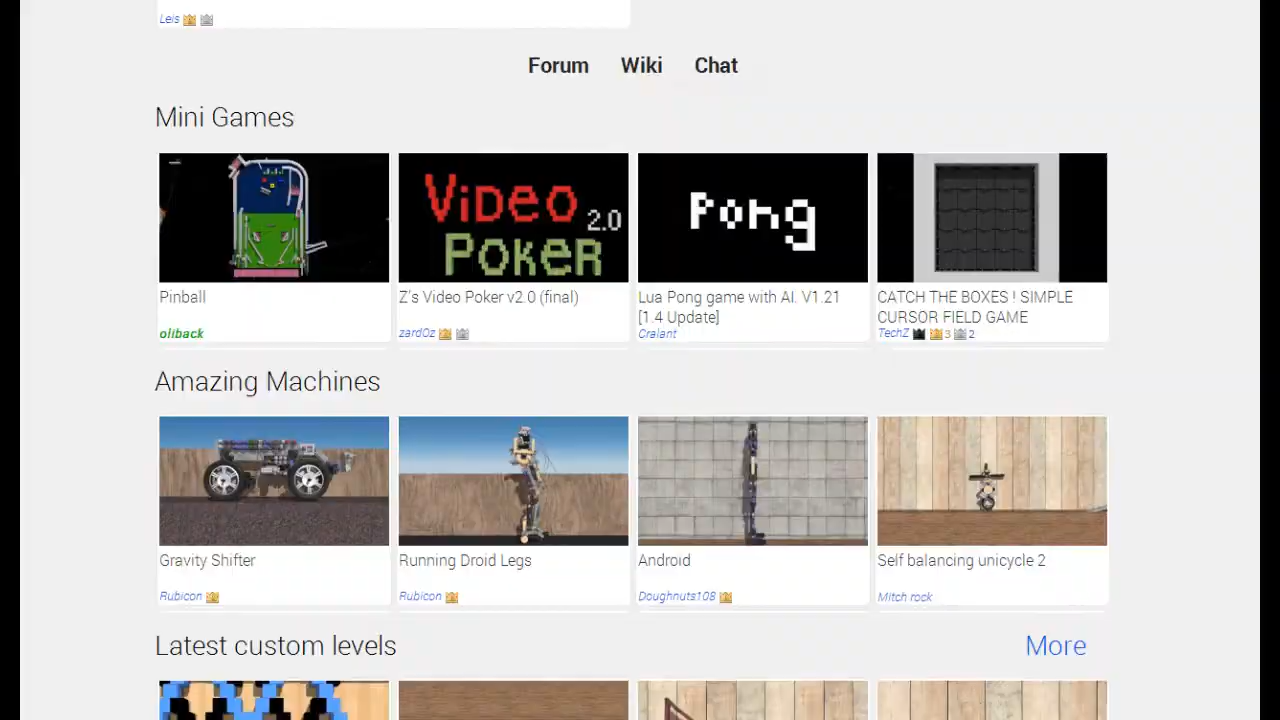 Leis
Forum Wiki Chat
Mini Games
ViDeo 2.0
PoKeR
Pong
Pinball
Z's Video Poker v2.0 (final)
Lua Pong game with AI. V1.21
[1.4 Update]
CATCH THE BOXES ! SIMPLE
CURSOR FIELD GAME
oliback
zardOz
Cralant
TechZ 3 2
Amazing Machines
Gravity Shifter
Running Droid Legs
Android
Self balancing unicycle 2
Rubicon
Rubicon
Doughnuts108
Mitch rock
Latest custom levels
More